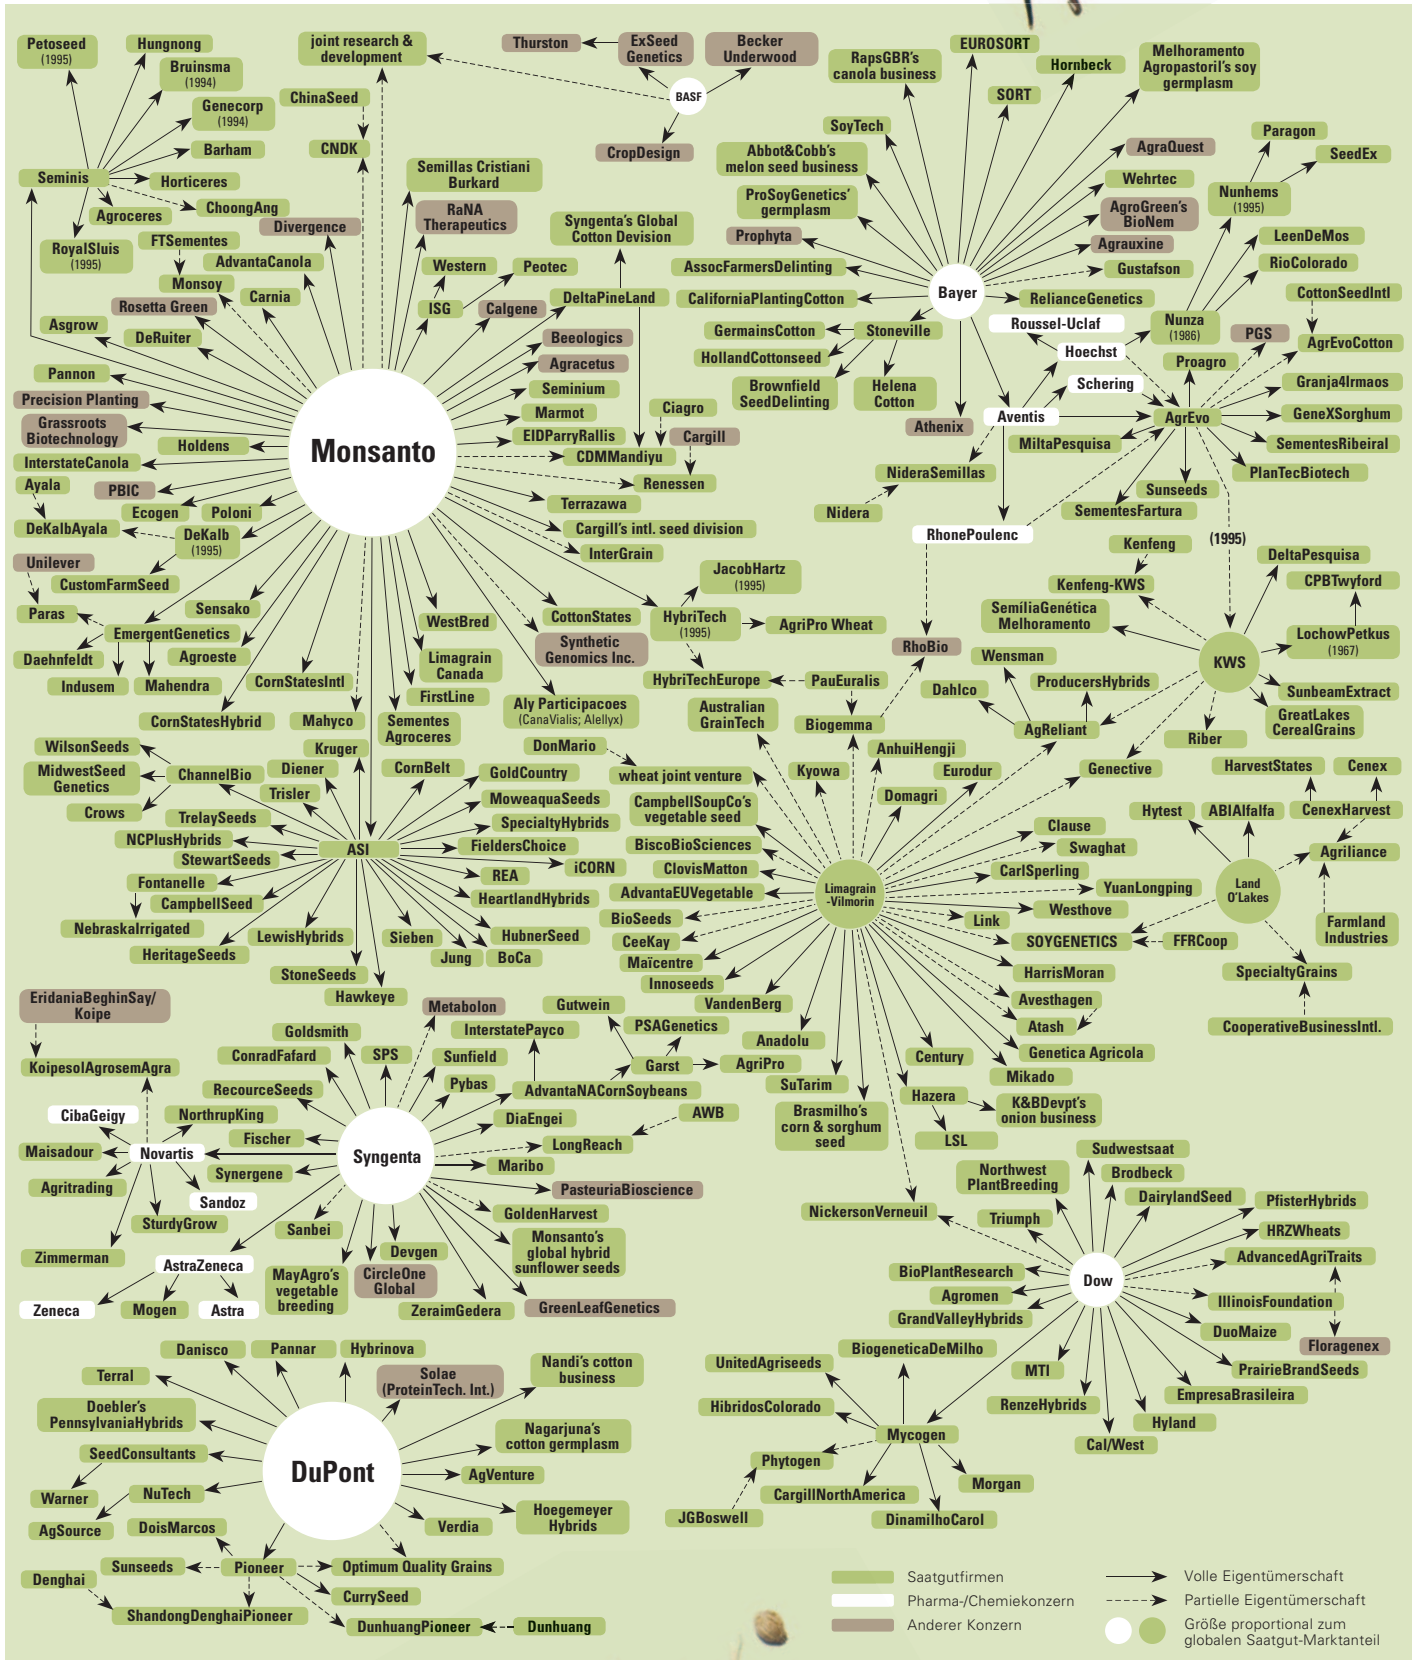 Petoseed
(1995)
Hungnong
Bruinsma
(1994)
Genecorp
(1994)
Barham
Seminis
Horticeres
ChoongAng
Agroceres
RoyalSluis
(1995)
FTSementes
Monsoy
joint research &
development
ChinaSeed
CNDK
Divergence
AdvantaCanola
Carnia
Rosetta Green
Asgrow
DeRuiter
Pannon
Precision Planting
Grassroots
Biotechnology
Holdens
InterstateCanola
Ayala
PBIC
Ecogen
Poloni
DeKalbAyala
DeKalb
(1995)
Unilever
CustomFarmSeed
Paras
Sensako
EmergentGenetics
Daehnfeldt
Agroeste
Indusem
Mahendra
CornStatesIntl
CornStatesHybrid
Mahyco
Monsanto
Thurston
ExSeed
Genetics
Becker
Underwood
BASF
CropDesign
Semillas Cristiani
Burkard
RaNA
Therapeutics
Syngenta's Global
Cotton Devision
Western
Peotec
ISG
Calgene
DeltaPineLand
Beeologics
Agracetus
Seminium
Marmot
EIDParryRallis
Ciagro
Cargill
CDMMandiyu
Renessen
Terrazawa
Cargill's intl. seed division
InterGrain
JacobHartz
(1995)
CottonStates
HybriTech
(1995)
AgriPro Wheat
Synthetic
Genomics Inc.
HybriTechEurope
WestBred
Limagrain
Canada
FirstLine
Sementes
Agroceres
Aly Participacoes
(CanaVialis; Alellyx)
EUROSORT
RapsGBR's
canola business
Hornbeck
Melhoramento
Agropastoril's soy
germplasm
SORT
SoyTech
Abbot&Cobb's
melon seed business
AgraQuest
Paragon
SeedEx
Wehrtec
Nunhems
(1995)
ProSoyGenetics'
germplasm
AgroGreen's
BioNem
Prophyta
Agrauxine
LeenDeMos
AssocFarmersDelinting
Gustafson
RioColorado
Bayer
CaliforniaPlantingCotton
RelianceGenetics
CottonSeedIntl
GermainsCotton
Stoneville
Roussel-Uclaf
Nunza
(1986)
PGS
HollandCottonseed
Hoechst
AgrEvoCotton
Brownfield
SeedDelinting
Helena
Cotton
Proagro
Schering
Granja4Irmaos
Athenix
Aventis
AgrEvo
GeneXSorghum
MiltaPesquisa
SementesRibeiral
NideraSemillas
PlanTecBiotech
Sunseeds
Nidera
SementesFartura
RhonePoulenc
(1995)
Kenfeng
DeltaPesquisa
Kenfeng-KWS
CPBTwyford
SemíliaGenética
Melhoramento
LochowPetkus
(1967)
RhoBio
Wensman
KWS
PauEuralis
Dahlco
ProducersHybrids
SunbeamExtract
Australian
GrainTech
Biogemma
AgReliant
GreatLakes
CerealGrains
Riber
WilsonSeeds
Kruger
DonMario
AnhuiHengji
Genective
MidwestSeed
Genetics
ChannelBio
Diener
CornBelt
GoldCountry
wheat joint venture
Kyowa
Eurodur
HarvestStates
Cenex
Crows
Trisler
MoweaquaSeeds
CampbellSoupCo's
vegetable seed
Domagri
Hytest
ABIAlfalfa
CenexHarvest
TrelaySeeds
SpecialtyHybrids
Clause
NCPlusHybrids
ASI
FieldersChoice
BiscoBioSciences
Swaghat
Agriliance
StewartSeeds
iCORN
ClovisMatton
CarlSperling
Fontanelle
REA
AdvantaEUVegetable
Limagrain
-Vilmorin
YuanLongping
Land
O'Lakes
CampbellSeed
HeartlandHybrids
Westhove
NebraskaIrrigated
BioSeeds
Link
Farmland
Industries
LewisHybrids
Sieben
HubnerSeed
CeeKay
SOYGENETICS
FFRCoop
HeritageSeeds
Jung
BoCa
Maïcentre
HarrisMoran
SpecialtyGrains
StoneSeeds
Innoseeds
Hawkeye
VandenBerg
Avesthagen
EridaniaBeghinSay/
Koipe
Metabolon
Gutwein
Anadolu
Atash
CooperativeBusinessIntl.
Goldsmith
InterstatePayco
PSAGenetics
Century
Genetica Agricola
ConradFafard
SPS
Sunfield
Garst
AgriPro
SuTarim
Mikado
KoipesolAgrosemAgra
RecourceSeeds
Pybas
AdvantaNACornSoybeans
Hazera
K&BDevpt's
onion business
CibaGeigy
NorthrupKing
DiaEngei
AWB
Brasmilho's
corn & sorghum
seed
LSL
Fischer
LongReach
Maisadour
Novartis
Syngenta
Maribo
Sudwestsaat
Agritrading
Synergene
PasteuriaBioscience
Northwest
PlantBreeding
Brodbeck
Sandoz
GoldenHarvest
DairylandSeed
PfisterHybrids
SturdyGrow
Sanbei
NickersonVerneuil
Triumph
HRZWheats
Zimmerman
Devgen
Monsanto's
global hybrid
sunflower seeds
AdvancedAgriTraits
AstraZeneca
BioPlantResearch
Dow
MayAgro's
vegetable
breeding
CircleOne
Global
Agromen
IllinoisFoundation
Zeneca
Mogen
Astra
ZeraimGedera
GreenLeafGenetics
GrandValleyHybrids
DuoMaize
Floragenex
Danisco
Pannar
Hybrinova
BiogeneticaDeMilho
Terral
Solae
(ProteinTech. Int.)
Nandi's cotton
business
UnitedAgriseeds
MTI
PrairieBrandSeeds
Doebler's
PennsylvaniaHybrids
HibridosColorado
RenzeHybrids
EmpresaBrasileira
SeedConsultants
Nagarjuna's
cotton germplasm
Mycogen
Hyland
Cal/West
DuPont
AgVenture
Phytogen
Morgan
Warner
NuTech
CargillNorthAmerica
AgSource
DoisMarcos
Verdia
Hoegemeyer
Hybrids
JGBoswell
DinamilhoCarol
Sunseeds
Pioneer
Optimum Quality Grains
Denghai
CurrySeed
ShandongDenghaiPioneer
DunhuangPioneer
Dunhuang
Saatgutfirmen
Pharma-/Chemiekonzern
Anderer Konzern
Volle Eigentümerschaft
Partielle Eigentümerschaft
Größe proportional zum
globalen Saatgut-Marktanteil